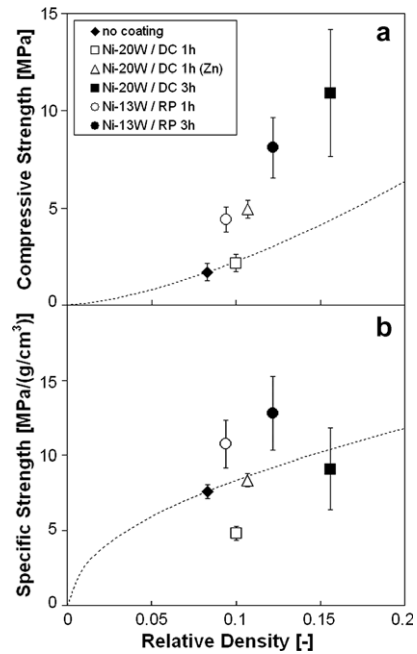 a
no coating
Ni-20W / DC 1h
Ni-20W / DC 1h (Zn)
Ni-20W / DC 3h
Ni-13W / RP 1h
Ni-13W / RP 3h
Compressive Strength [MPa]
15
10
5
0
b
Specific Strength [MPa/(g/cm³)]
15
10
5
0
0 0.05 0.1 0.15 0.2
Relative Density [-]